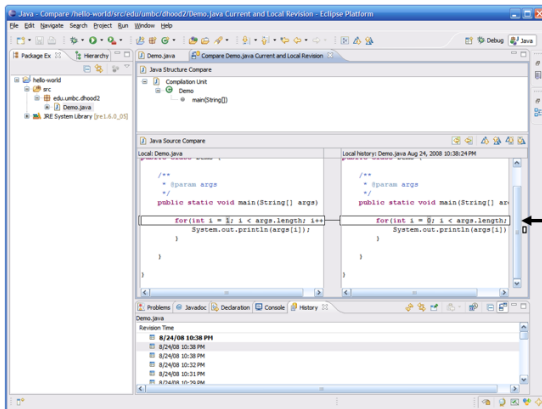 Java - Compare /hello-world/src/edu/umbc/dhood2/Demo.java Current and Local Revision - Eclipse Platform
File Edit Navigate Search Project Run Window Help
Debug Java
Package Ex Hierarchy
Demo.java Compare Demo.java Current and Local Revision
hello-world
src
edu.umbc.dhood2
Demo.java
JRE System Library [jre1.6.0_05]
Java Structure Compare
Compilation Unit
Demo
main(String[])
Java Source Compare
Local: Demo.java
Local history: Demo.java Aug 24, 2008 10:38:24 PM
/**
* @param args
*/
public static void main(String[] args)
for(int i = 1; i < args.length; i++
System.out.println(args[i]);
}
}
}
/**
* @param args
*/
public static void main(String[] ar
for(int i = 0; i < args.length;
System.out.println(args[i])
}
}
}
Problems Javadoc Declaration Console History
Demo.java
Revision Time
8/24/08 10:38 PM
8/24/08 10:38 PM
8/24/08 10:38 PM
8/24/08 10:32 PM
8/24/08 10:31 PM
8/24/08 10:29 PM